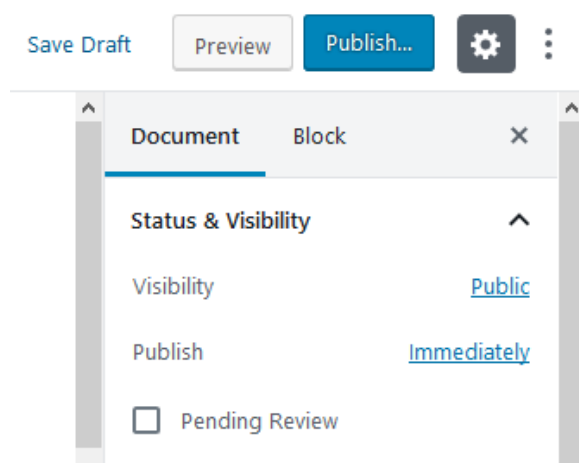 Save Draft Preview Publish...
Document Block
Status & Visibility
Visibility Public
Publish Immediately
Pending Review